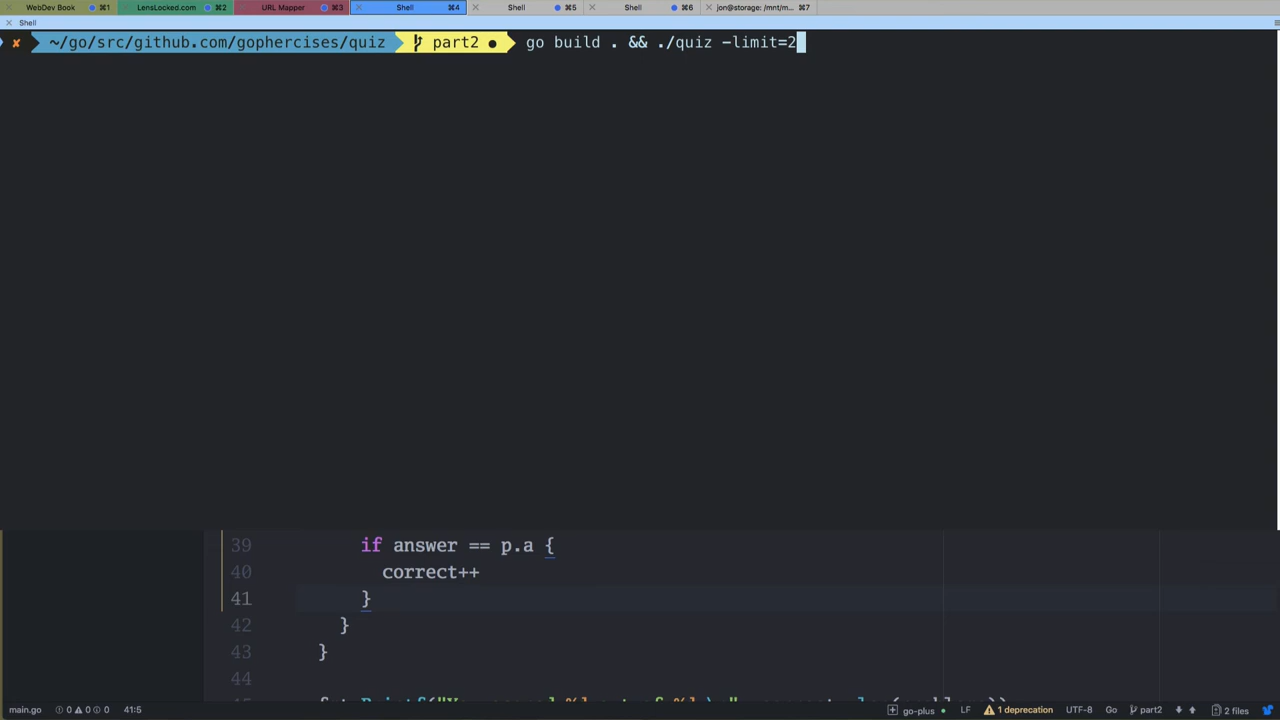 WebDev Book ⌘1 LensLocked.com ⌘2 URL Mapper ⌘3 Shell ⌘4 Shell ⌘5 Shell ⌘6 jon@storage: /mnt/m... ⌘7
Shell
✘ ~/go/src/github.com/gophercises/quiz part2 ● go build . && ./quiz -limit=2
39 if answer == p.a {
40 correct++
41 }
42 }
43 }
44
main.go 0 0 0 41:5 go-plus LF 1 deprecation UTF-8 Go part2 2 files